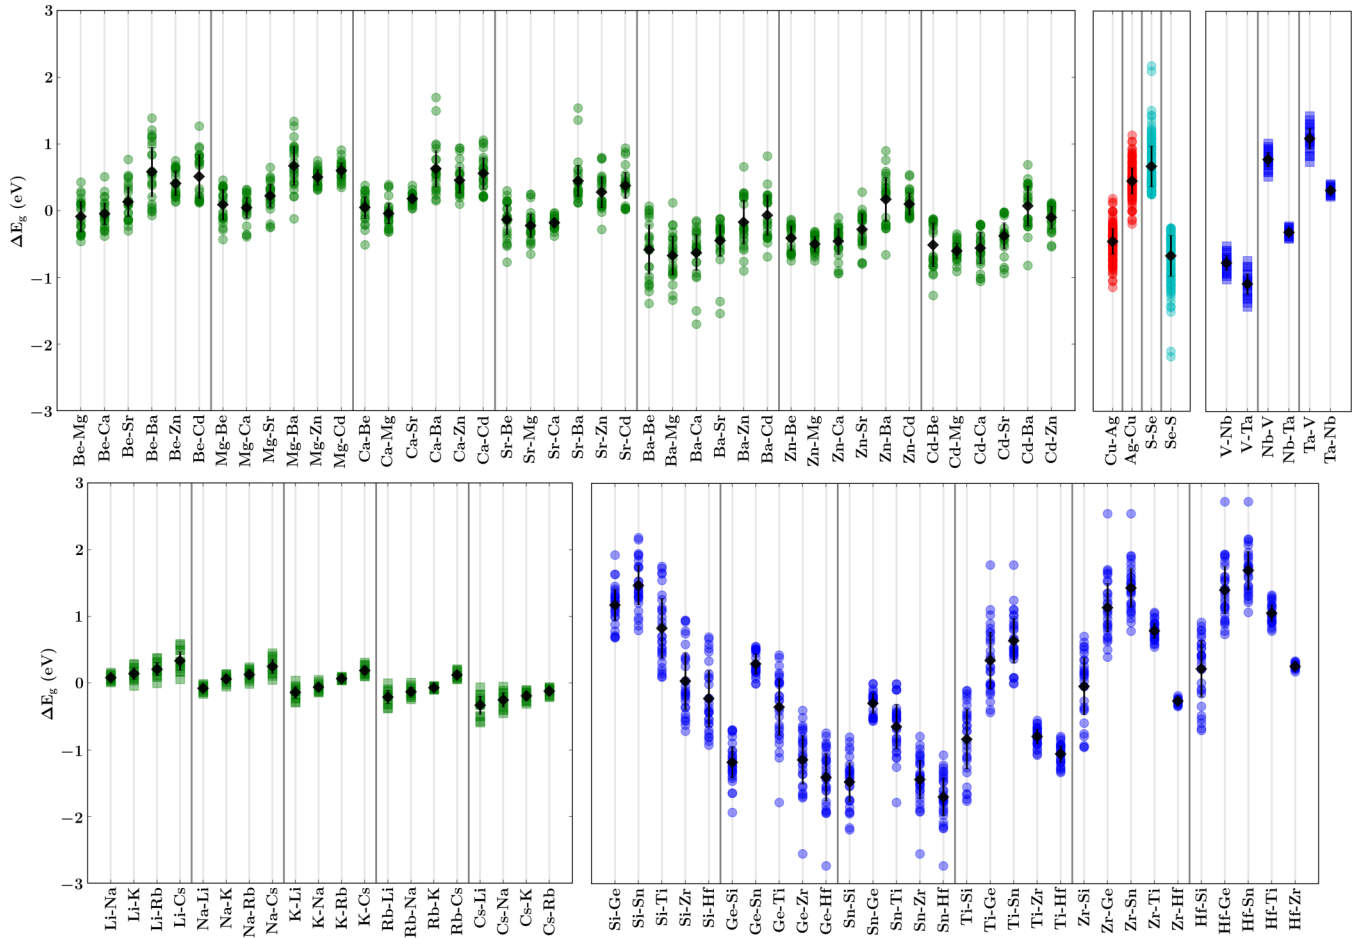 3
2
1
0
−1
−2
−3
ΔEg (eV)
Be-Mg
Be-Ca
Be-Sr
Be-Ba
Be-Zn
Be-Cd
Mg-Be
Mg-Ca
Mg-Sr
Mg-Ba
Mg-Zn
Mg-Cd
Ca-Be
Ca-Mg
Ca-Sr
Ca-Ba
Ca-Zn
Ca-Cd
Sr-Be
Sr-Mg
Sr-Ca
Sr-Ba
Sr-Zn
Sr-Cd
Ba-Be
Ba-Mg
Ba-Ca
Ba-Sr
Ba-Zn
Ba-Cd
Zn-Be
Zn-Mg
Zn-Ca
Zn-Sr
Zn-Ba
Zn-Cd
Cd-Be
Cd-Mg
Cd-Ca
Cd-Sr
Cd-Ba
Cd-Zn
Cu-Ag
Ag-Cu
S-Se
Se-S
V-Nb
V-Ta
Nb-V
Nb-Ta
Ta-V
Ta-Nb
3
2
1
0
−1
−2
−3
ΔEg (eV)
Li-Na
Li-K
Li-Rb
Li-Cs
Na-Li
Na-K
Na-Rb
Na-Cs
K-Li
K-Na
K-Rb
K-Cs
Rb-Li
Rb-Na
Rb-K
Rb-Cs
Cs-Li
Cs-Na
Cs-K
Cs-Rb
Si-Ge
Si-Sn
Si-Ti
Si-Zr
Si-Hf
Ge-Si
Ge-Sn
Ge-Ti
Ge-Zr
Ge-Hf
Sn-Si
Sn-Ge
Sn-Ti
Sn-Zr
Sn-Hf
Ti-Si
Ti-Ge
Ti-Sn
Ti-Zr
Ti-Hf
Zr-Si
Zr-Ge
Zr-Sn
Zr-Ti
Zr-Hf
Hf-Si
Hf-Ge
Hf-Sn
Hf-Ti
Hf-Zr